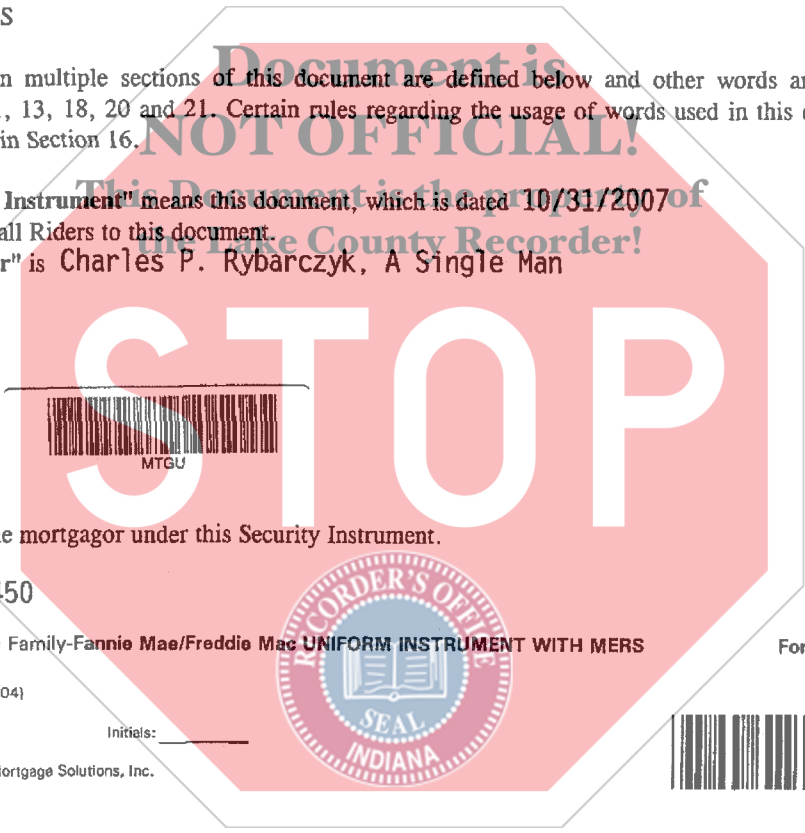 S
Document is
n multiple sections of this document are defined below and other words
, 13, 18, 20 and 21. Certain rules regarding the usage of words used in this
in Section 16.
NOT OFFICIAL!
This Document is the property of
Instrument" means this document, which is dated 10/31/2007
all Riders to this document.
the Lake County Recorder!
r" is Charles P. Rybarczyk, A Single Man
STOP
MTGU
e mortgagor under this Security Instrument.
450
Family-Fannie Mae/Freddie Mac UNIFORM INSTRUMENT WITH MERS
For
04)
Initials:
ortgage Solutions, Inc.
RECORDER'S OFFICE
SEAL
INDIANA